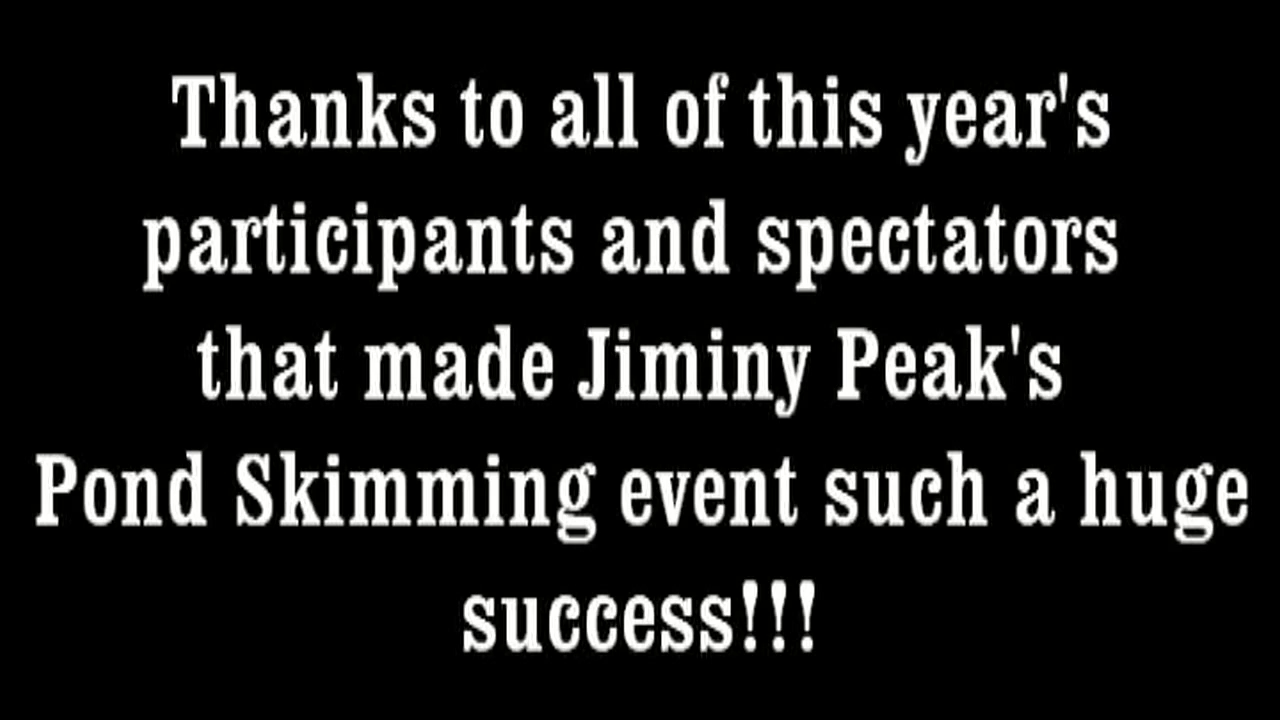 Thanks to all of this year's
participants and spectators
that made Jiminy Peak's
Pond Skimming event such a huge
success!!!